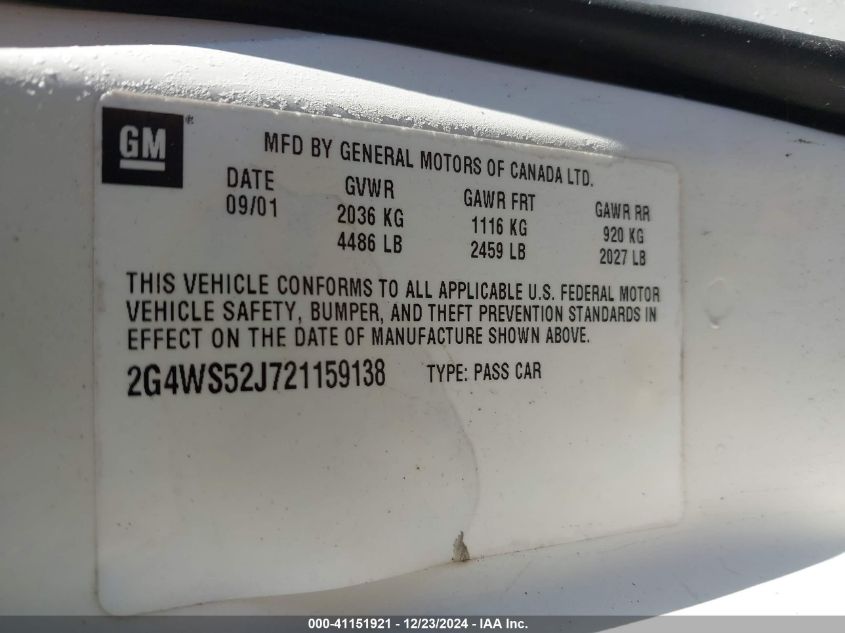 GM®
MFD BY GENERAL MOTORS OF CANADA LTD.
DATE GVWR GAWR FRT GAWR RR
09/01 2036 KG 1116 KG 920 KG
4486 LB 2459 LB 2027 LB
THIS VEHICLE CONFORMS TO ALL APPLICABLE U.S. FEDERAL MOTOR
VEHICLE SAFETY, BUMPER, AND THEFT PREVENTION STANDARDS IN
EFFECT ON THE DATE OF MANUFACTURE SHOWN ABOVE.
2G4WS52J721159138 TYPE: PASS CAR
000-41151921 - 12/23/2024 - IAA Inc.